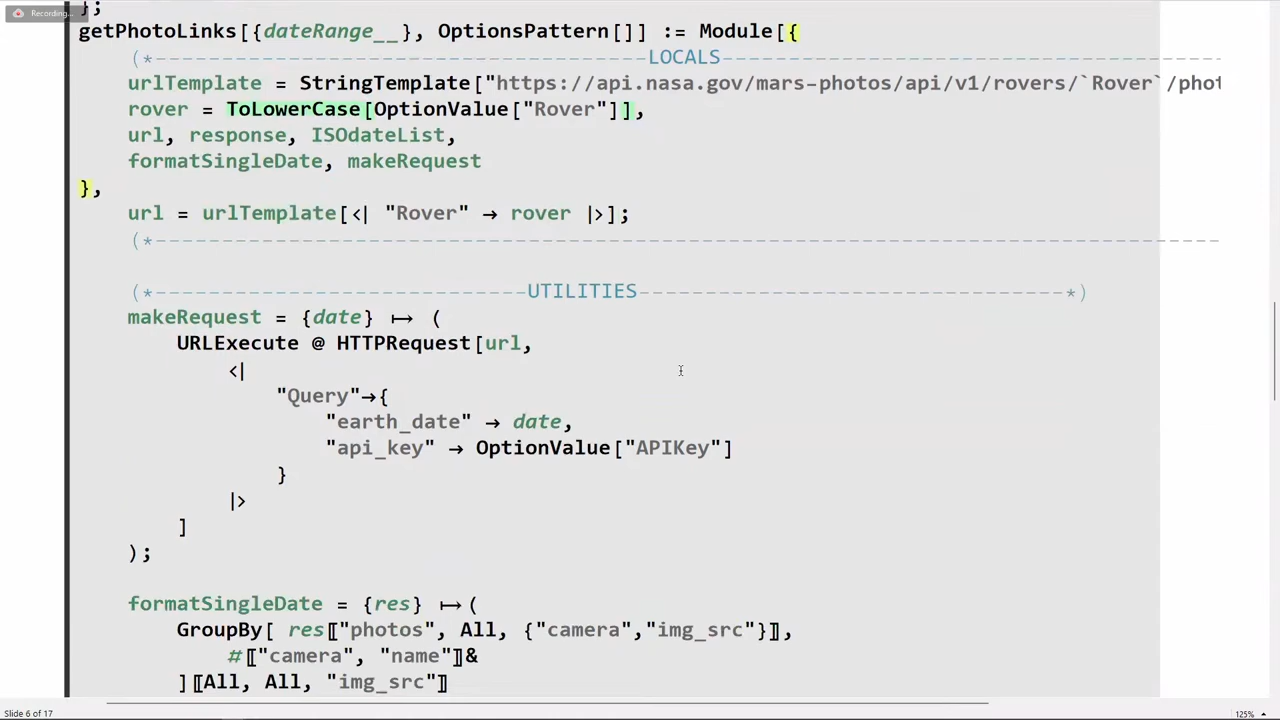 Recording...
};
getPhotoLinks[{dateRange__}, OptionsPattern[]] := Module[{
(*-------------------------------------------------------------LOCALS-------------------------------------------------------------
urlTemplate = StringTemplate["https://api.nasa.gov/mars-photos/api/v1/rovers/`Rover`/phot
rover = ToLowerCase[OptionValue["Rover"]],
url, response, ISOdateList,
formatSingleDate, makeRequest
},
url = urlTemplate[<| "Rover" → rover |>];
(*--------------------------------------------------------------------------------------------------------------------------
(*----------------------------------------------UTILITIES----------------------------------------------------*)
makeRequest = {date} ↦ (
URLExecute @ HTTPRequest[url,
<|
"Query"→{
"earth_date" → date,
"api_key" → OptionValue["APIKey"]
}
|>
]
);
formatSingleDate = {res} ↦(
GroupBy[ res⟦"photos", All, {"camera","img_src"}⟧,
#⟦"camera", "name"⟧&
]⟦All, All, "img_src"⟧
Slide 6 of 17
125%